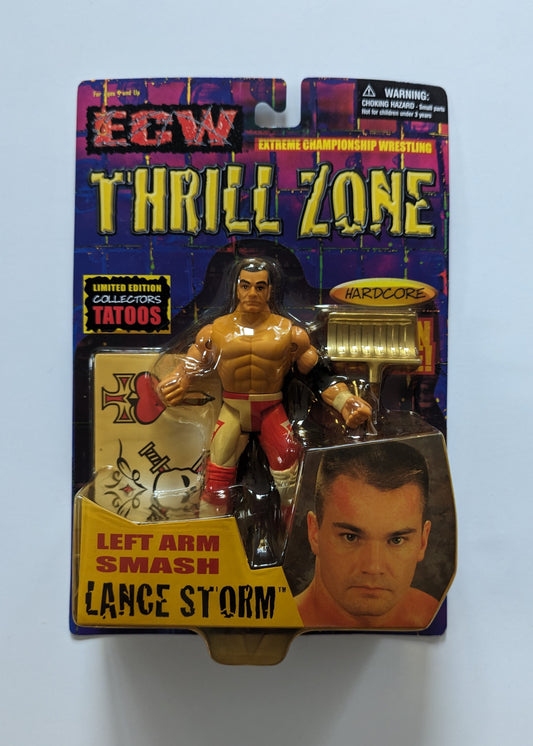 For Ages 4 and Up
WARNING:
CHOKING HAZARD - Small parts
Not for children under 3 years
ECW
EXTREME CHAMPIONSHIP WRESTLING
THRILL ZONE
LIMITED EDITION
COLLECTORS
TATOOS
HARDCORE
LEFT ARM
SMASH
LANCE STORM™